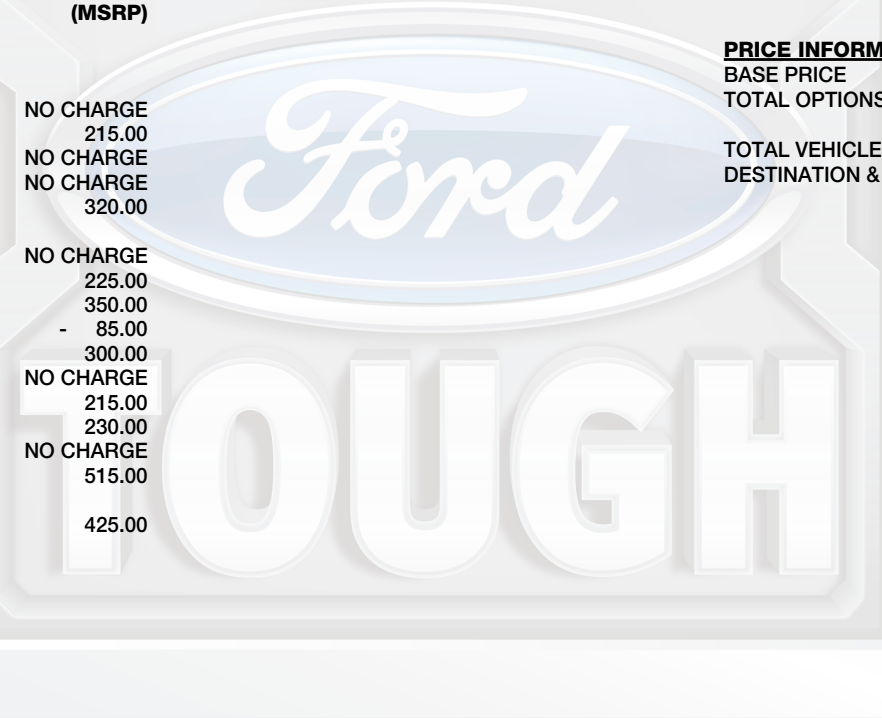 (MSRP)
NO CHARGE
215.00
NO CHARGE
NO CHARGE
320.00
NO CHARGE
225.00
350.00
- 85.00
300.00
NO CHARGE
215.00
230.00
NO CHARGE
515.00
425.00
PRICE INFORM
BASE PRICE
TOTAL OPTIONS
TOTAL VEHICLE
DESTINATION &
Ford
TOUGH